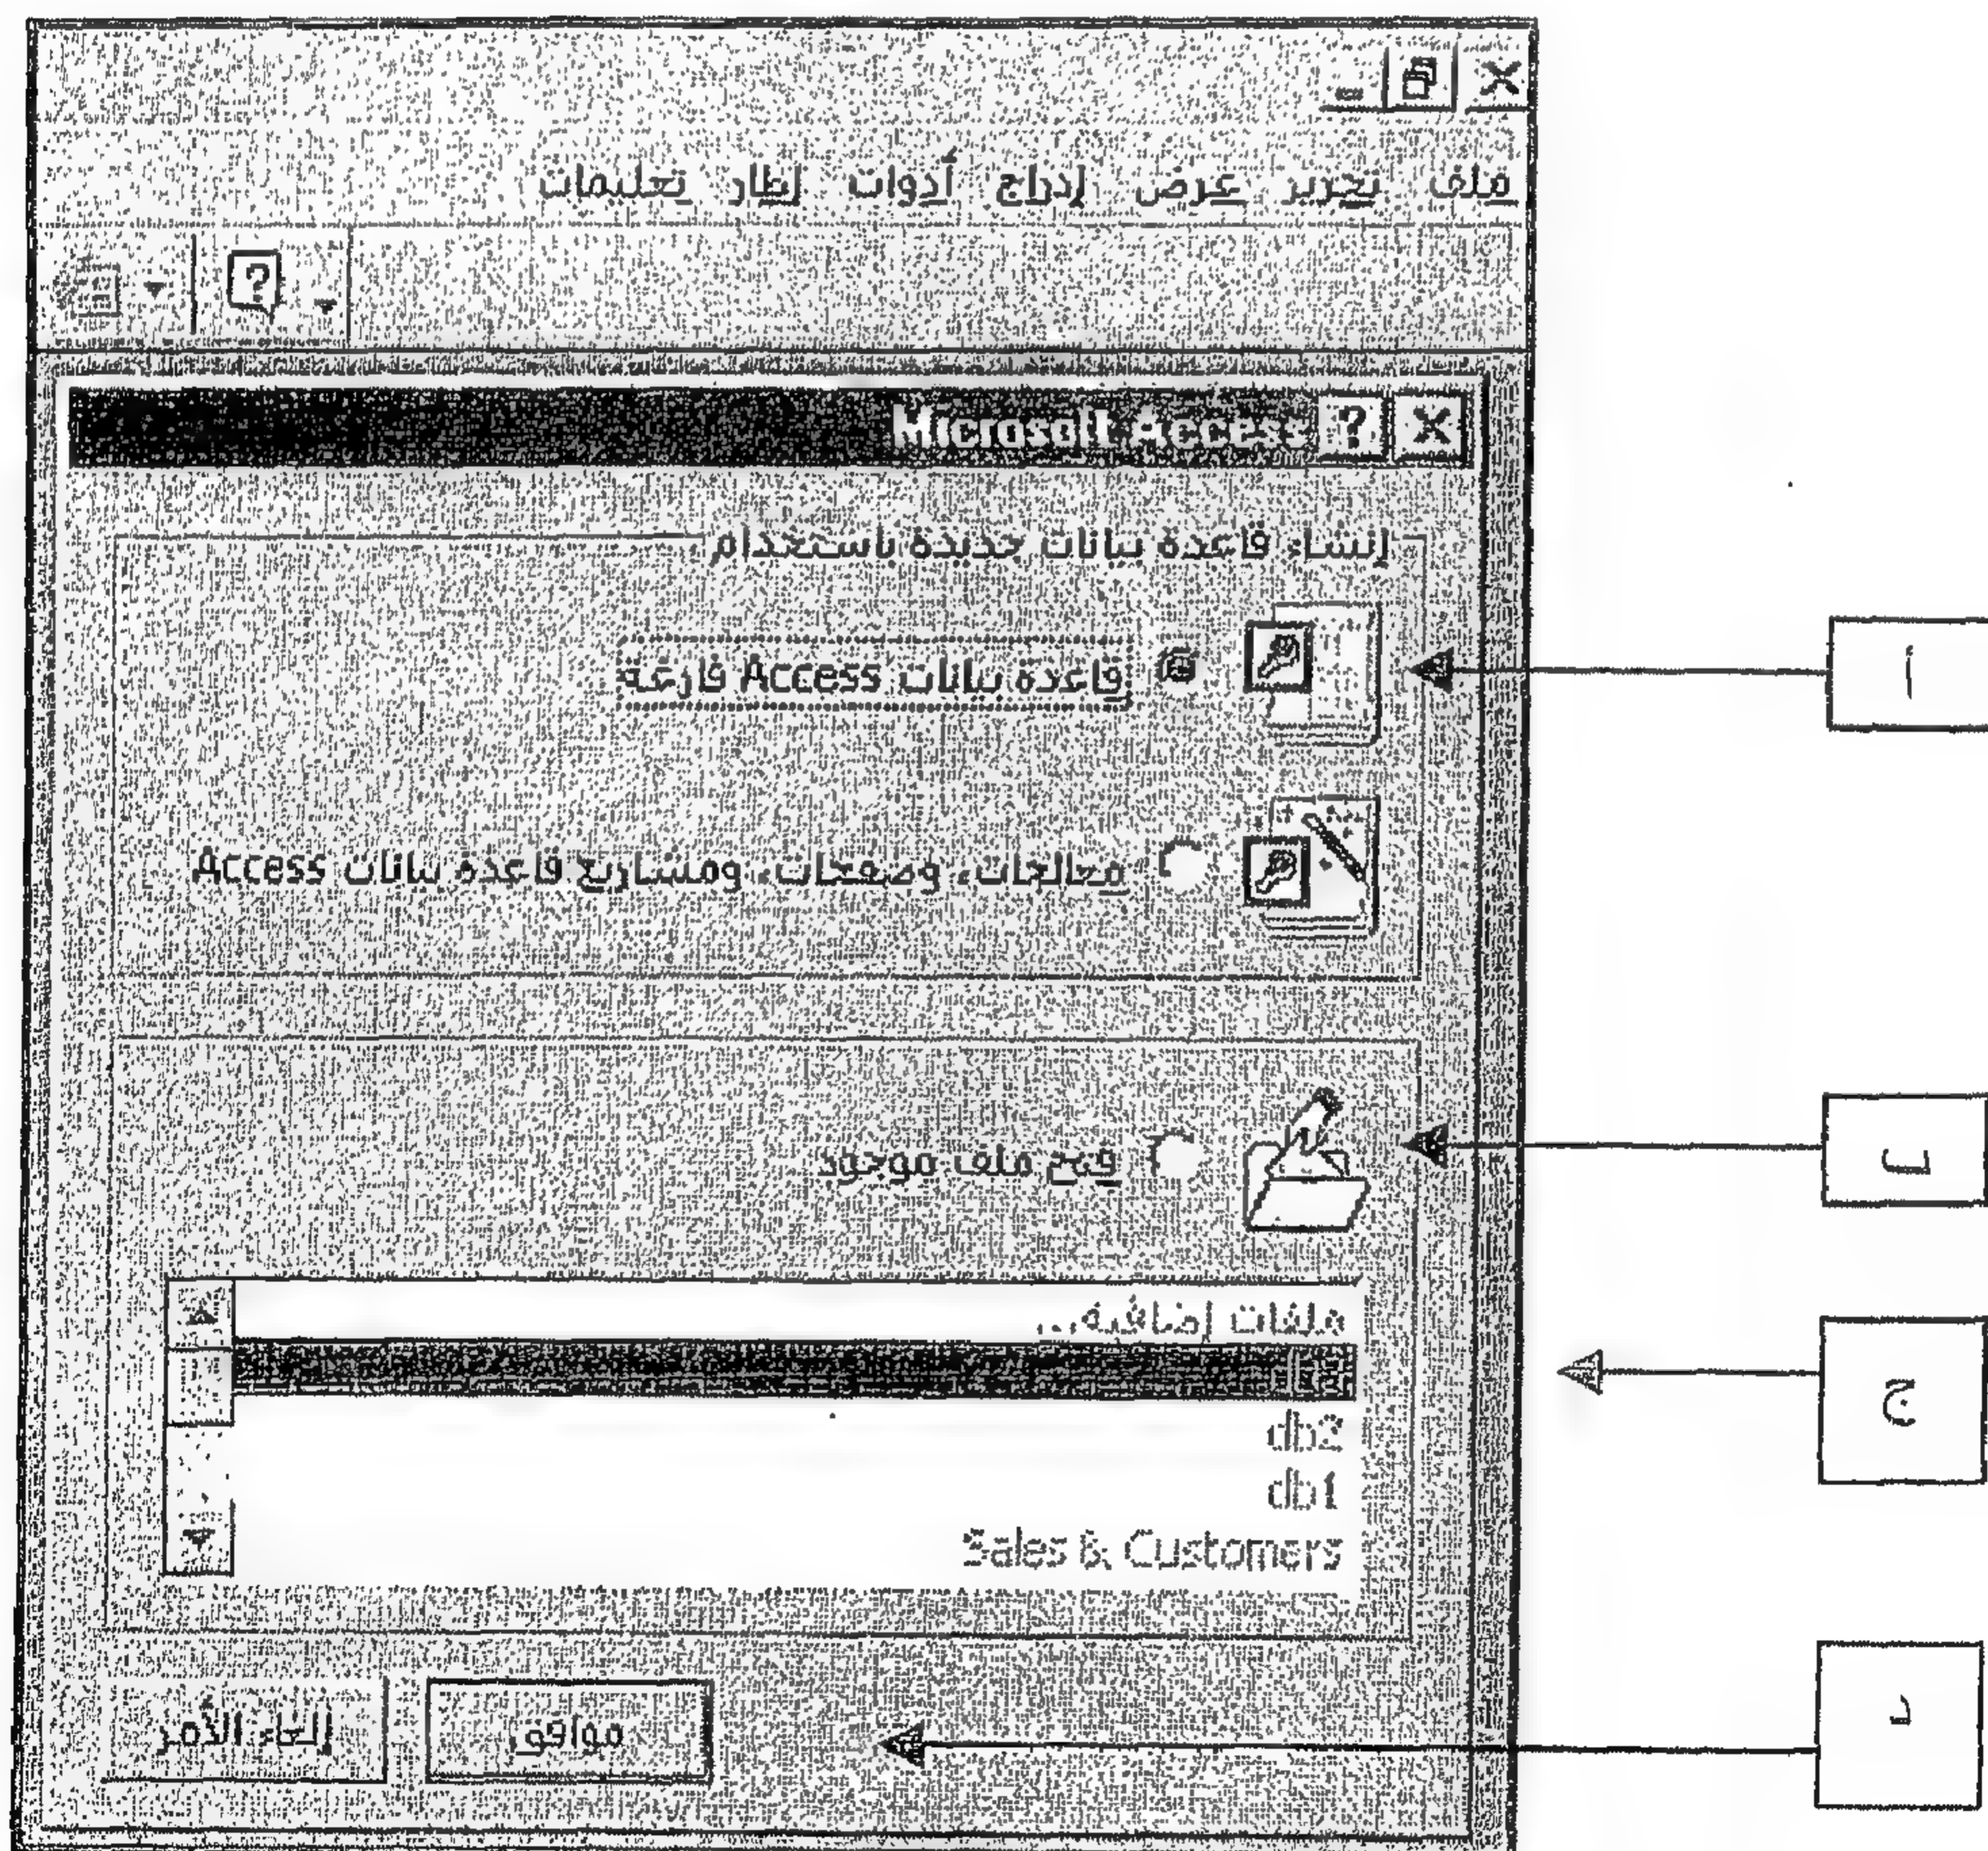 ملف تحرير عرض إدراج أدوات إطار تعليمات
Microsoft Access
إنشاء قاعدة بيانات جديدة باستخدام
قاعدة بيانات Access فارغة
أ
معالجات، وصفحات، ومشاريع قاعدة بيانات Access
فتح ملف موجود
ب
ملفات إضافية...
ج
db2
db1
Sales & Customers
موافق
إلغاء الأمر
د